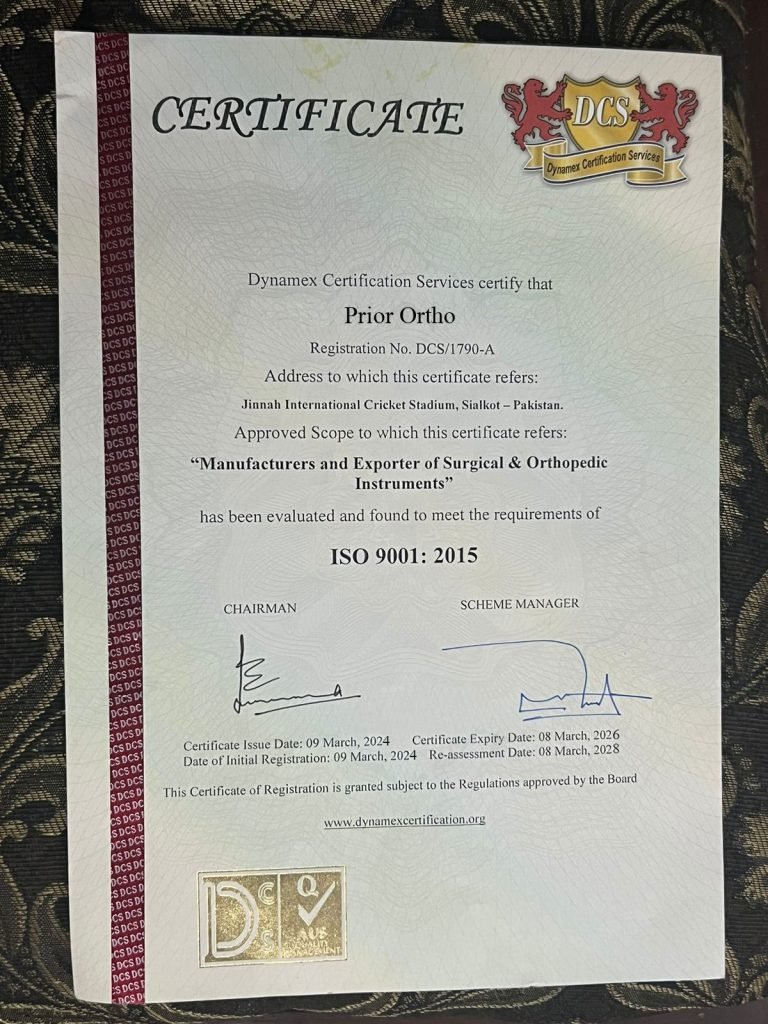 CERTIFICATE
DCS
Dynamex Certification Services
Dynamex Certification Services certify that
Prior Ortho
Registration No. DCS/1790-A
Address to which this certificate refers:
Jinnah International Cricket Stadium, Sialkot – Pakistan.
Approved Scope to which this certificate refers:
“Manufacturers and Exporter of Surgical & Orthopedic
Instruments”
has been evaluated and found to meet the requirements of
ISO 9001: 2015
CHAIRMAN SCHEME MANAGER
Certificate Issue Date: 09 March, 2024 Certificate Expiry Date: 08 March, 2026
Date of Initial Registration: 09 March, 2024 Re-assessment Date: 08 March, 2028
This Certificate of Registration is granted subject to the Regulations approved by the Board
www.dynamexcertification.org
Q
AUS
QUALITY
MANAGEMENT